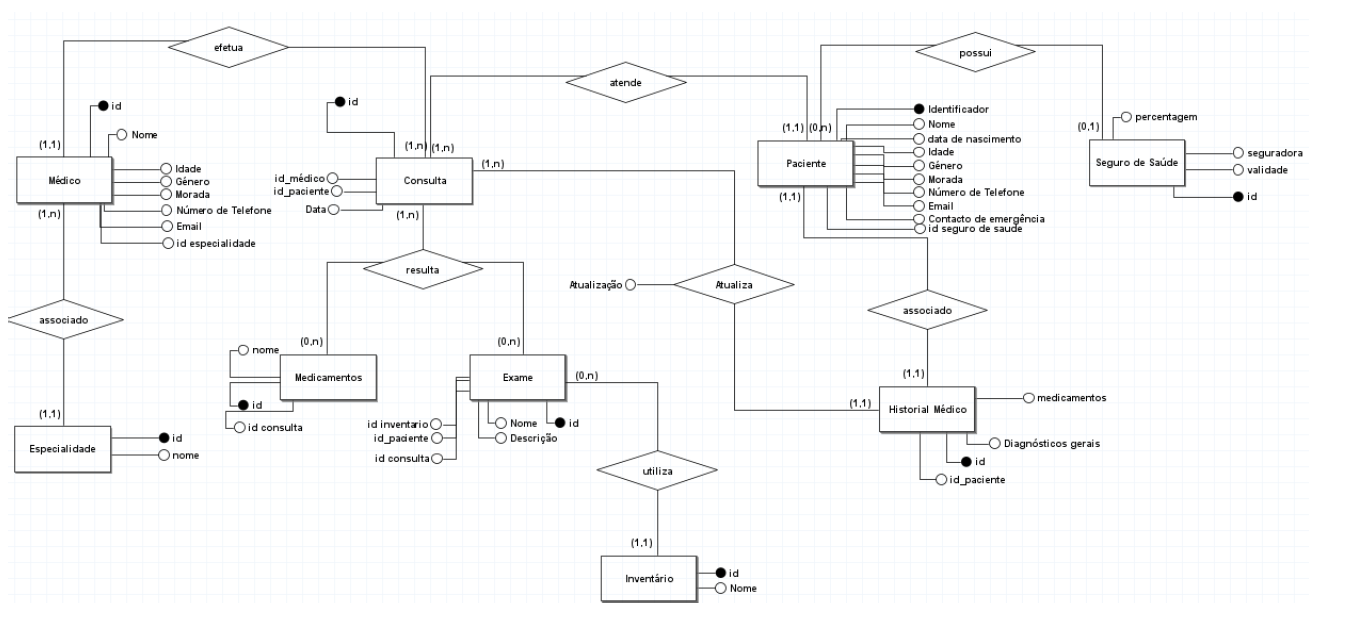 efetua
possui
atende
id
id
Identificador
Nome
data de nascimento
Idade
Género
Morada
Número de Telefone
Email
Contacto de emergência
id seguro de saude
percentagem
seguradora
validade
id
Nome
(1,1)
(1,n)
(1,n)
(1,1)
(0,n)
(0,1)
Médico
Consulta
Paciente
Seguro de Saúde
(1,n)
Idade
Género
Morada
Número de Telefone
Email
id especialidade
id_médico
id_paciente
Data
(1,n)
(1,n)
(1,1)
resulta
Atualização
Atualiza
associado
associado
(0,n)
(0,n)
nome
Medicamentos
id
id consulta
Exame
(0,n)
id inventario
id_paciente
id consulta
Nome
id
Descrição
(1,1)
(1,1)
Historial Médico
medicamentos
Diagnósticos gerais
id
id_paciente
(1,1)
Especialidade
id
nome
utiliza
(1,1)
Inventário
id
Nome